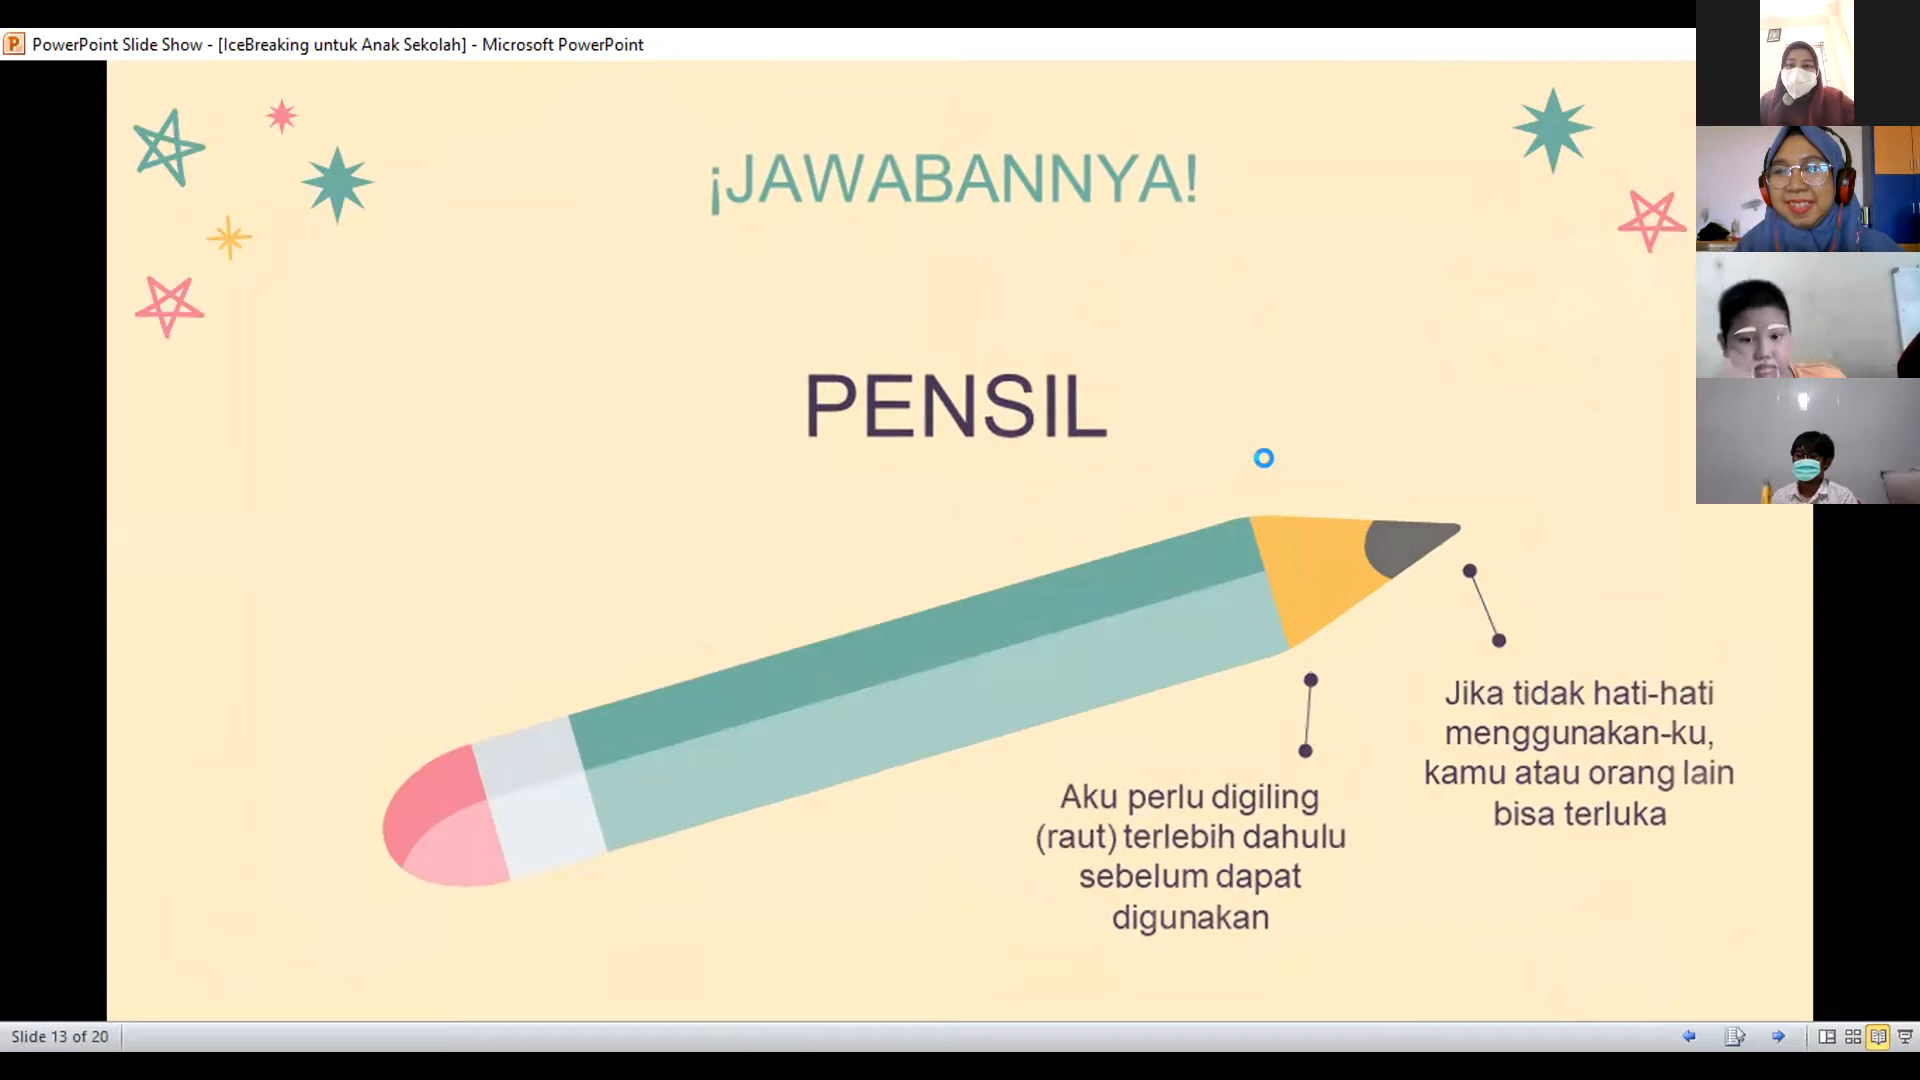 PowerPoint Slide Show - [IceBreaking untuk Anak Sekolah] - Microsoft PowerPoint
¡JAWABANNYA!
PENSIL
Jika tidak hati-hati
menggunakan-ku,
kamu atau orang lain
bisa terluka
Aku perlu digiling
(raut) terlebih dahulu
sebelum dapat
digunakan
Slide 13 of 20